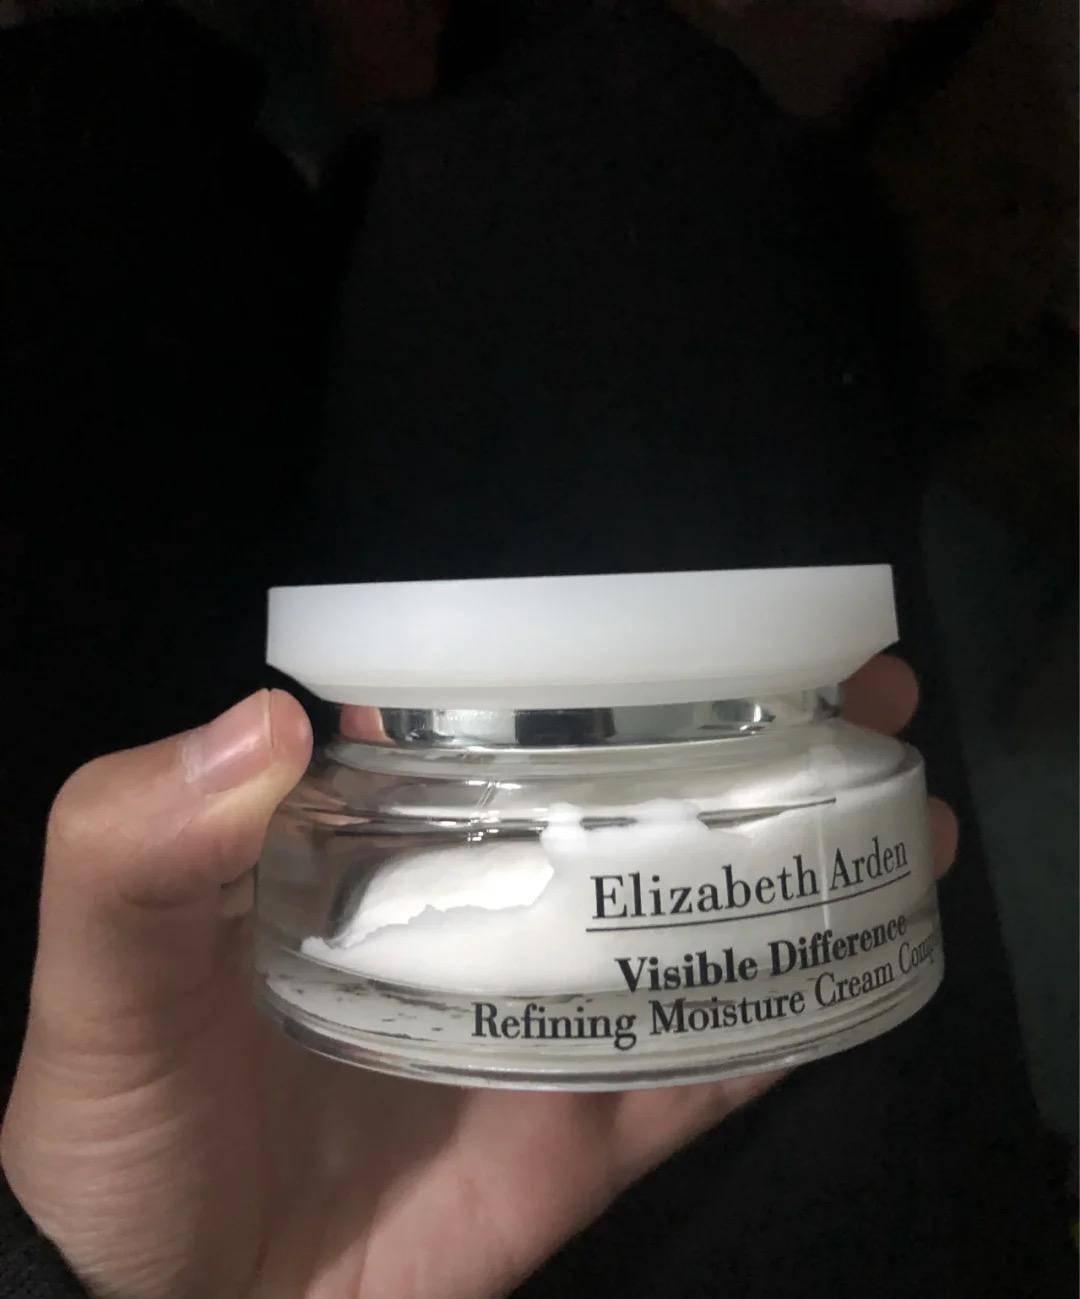 Elizabeth Arden
Visible Difference
Refining Moisture Cream